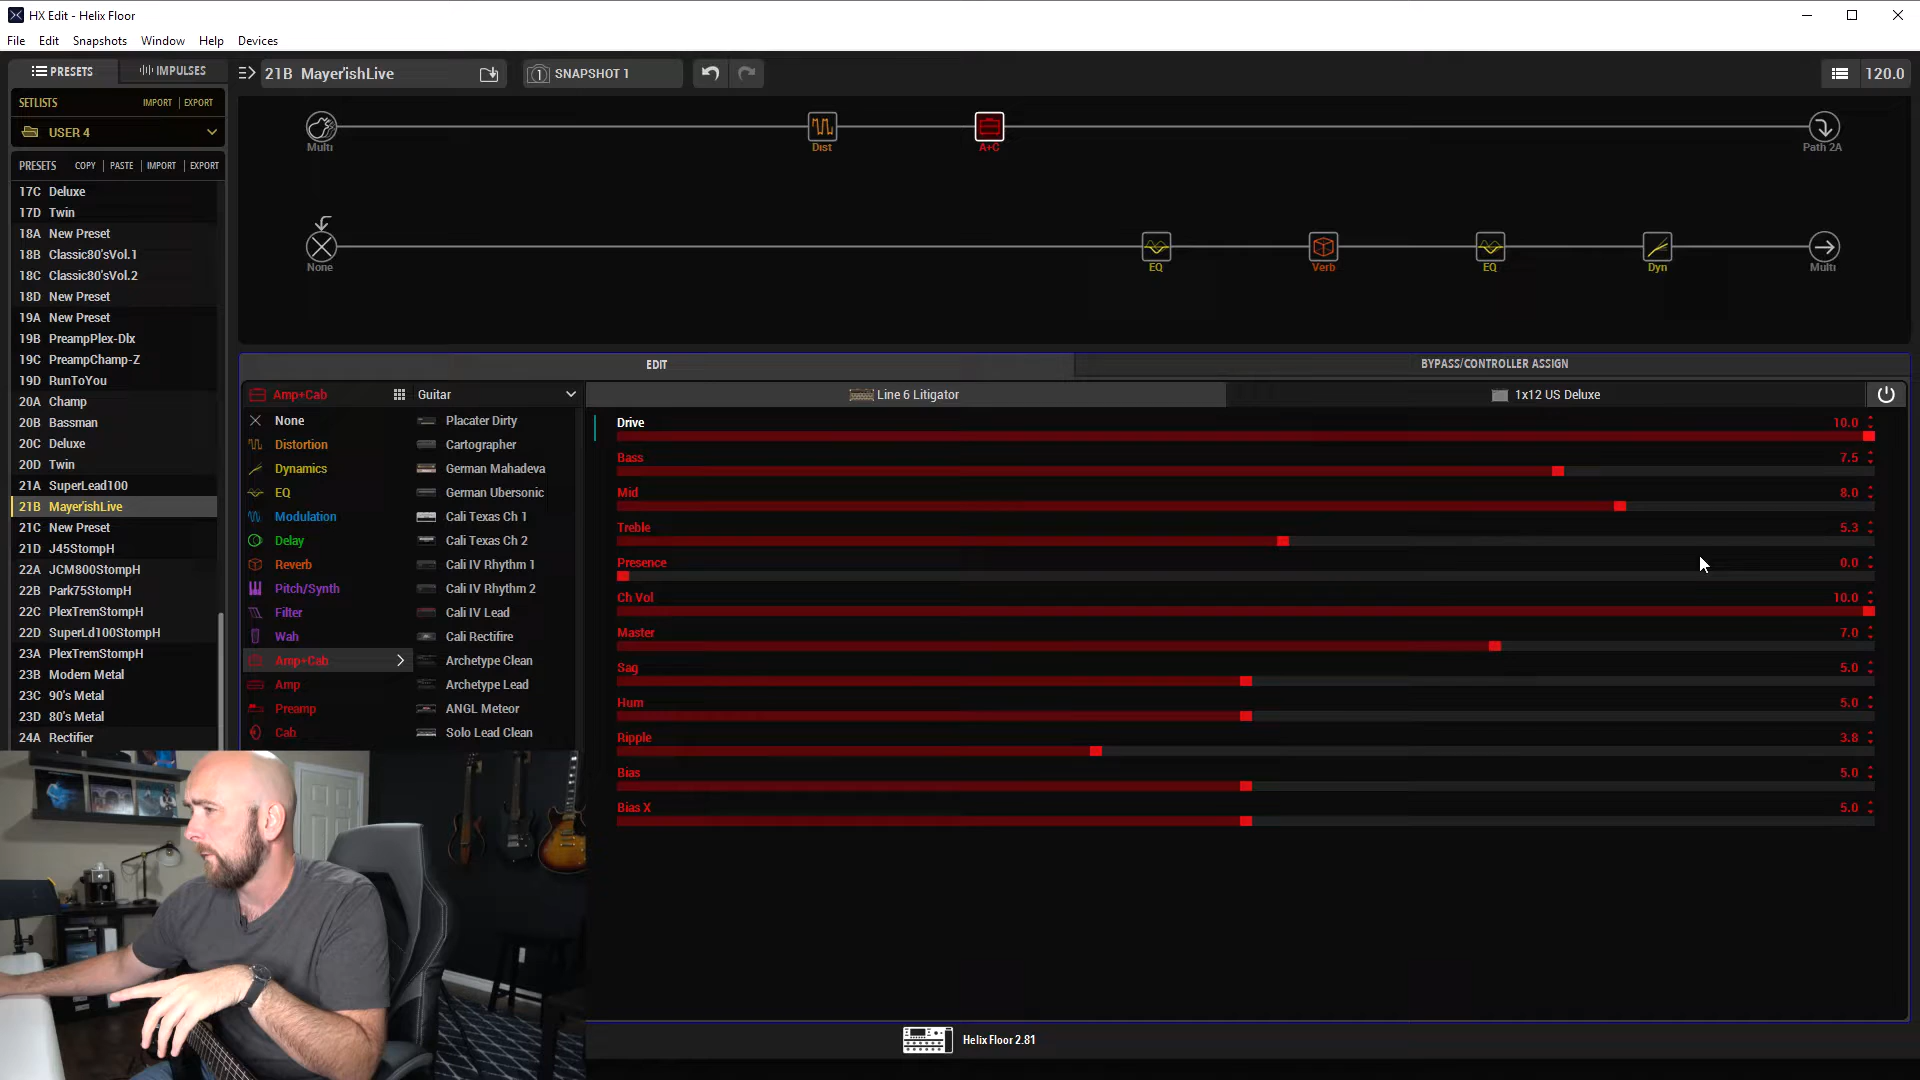 HX Edit - Helix Floor
File Edit Snapshots Window Help Devices
PRESETS IMPULSES
21B Mayer'ishLive
1 SNAPSHOT 1
120.0
SETLISTS IMPORT | EXPORT
USER 4
PRESETS COPY | PASTE | IMPORT | EXPORT
17C Deluxe
17D Twin
18A New Preset
18B Classic80'sVol.1
18C Classic80'sVol.2
18D New Preset
19A New Preset
19B PreampPlex-Dlx
19C PreampChamp-Z
19D RunToYou
20A Champ
20B Bassman
20C Deluxe
20D Twin
21A SuperLead100
21B Mayer'ishLive
21C New Preset
21D J45StompH
22A JCM800StompH
22B Park75StompH
22C PlexTremStompH
22D SuperLd100StompH
23A PlexTremStompH
23B Modern Metal
23C 90's Metal
23D 80's Metal
24A Rectifier
Multi Dist A+C Path 2A
None EQ Verb EQ Dyn Multi
EDIT BYPASS/CONTROLLER ASSIGN
Amp+Cab Guitar
Line 6 Litigator 1x12 US Deluxe
None
Distortion
Dynamics
EQ
Modulation
Delay
Reverb
Pitch/Synth
Filter
Wah
Amp+Cab
Amp
Preamp
Cab
Placater Dirty
Cartographer
German Mahadeva
German Ubersonic
Cali Texas Ch 1
Cali Texas Ch 2
Cali IV Rhythm 1
Cali IV Rhythm 2
Cali IV Lead
Cali Rectifire
Archetype Clean
Archetype Lead
ANGL Meteor
Solo Lead Clean
Drive 10.0
Bass 7.5
Mid 8.0
Treble 5.3
Presence 0.0
Ch Vol 10.0
Master 7.0
Sag 5.0
Hum 5.0
Ripple 3.8
Bias 5.0
Bias X 5.0
Helix Floor 2.81